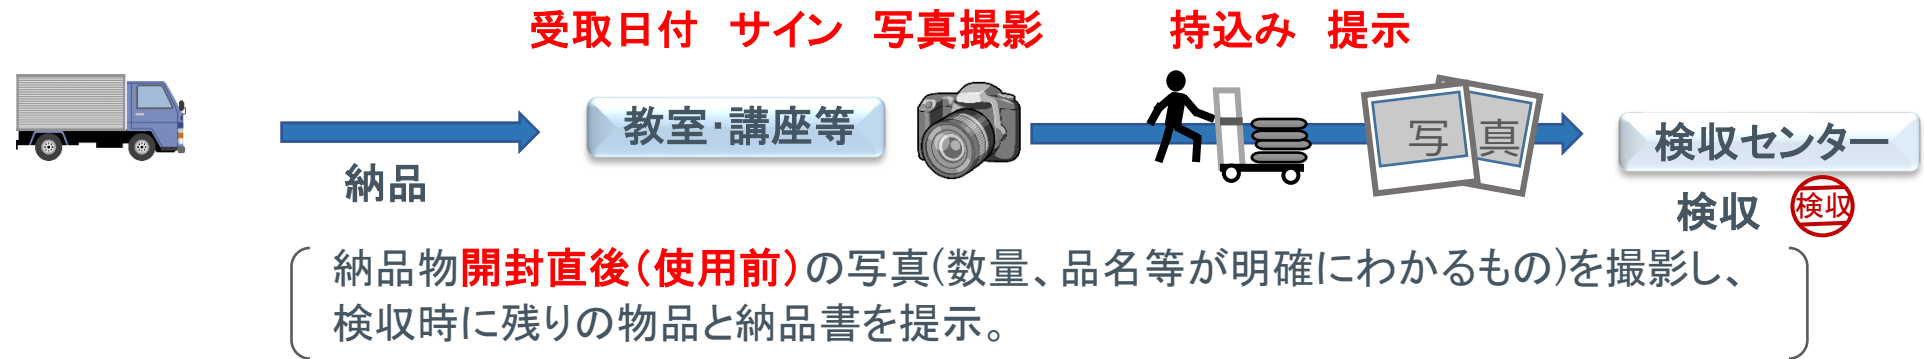 受取日付　サイン　写真撮影　持込み　提示
教室・講座等
写真
検収センター
納品
検収
検収
納品物開封直後（使用前）の写真(数量、品名等が明確にわかるもの)を撮影し、
検収時に残りの物品と納品書を提示。